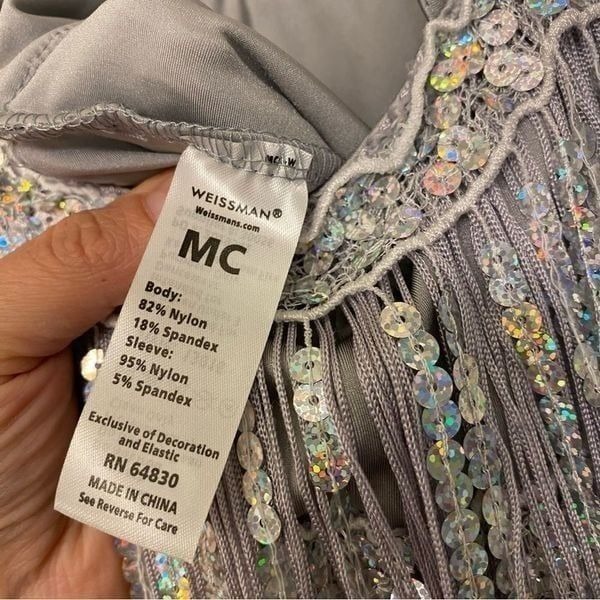 WEISSMAN®
Weissmans.com
MC
Body:
82% Nylon
18% Spandex
Sleeve:
95% Nylon
5% Spandex
Exclusive of Decoration
and Elastic
RN 64830
MADE IN CHINA
See Reverse For Care